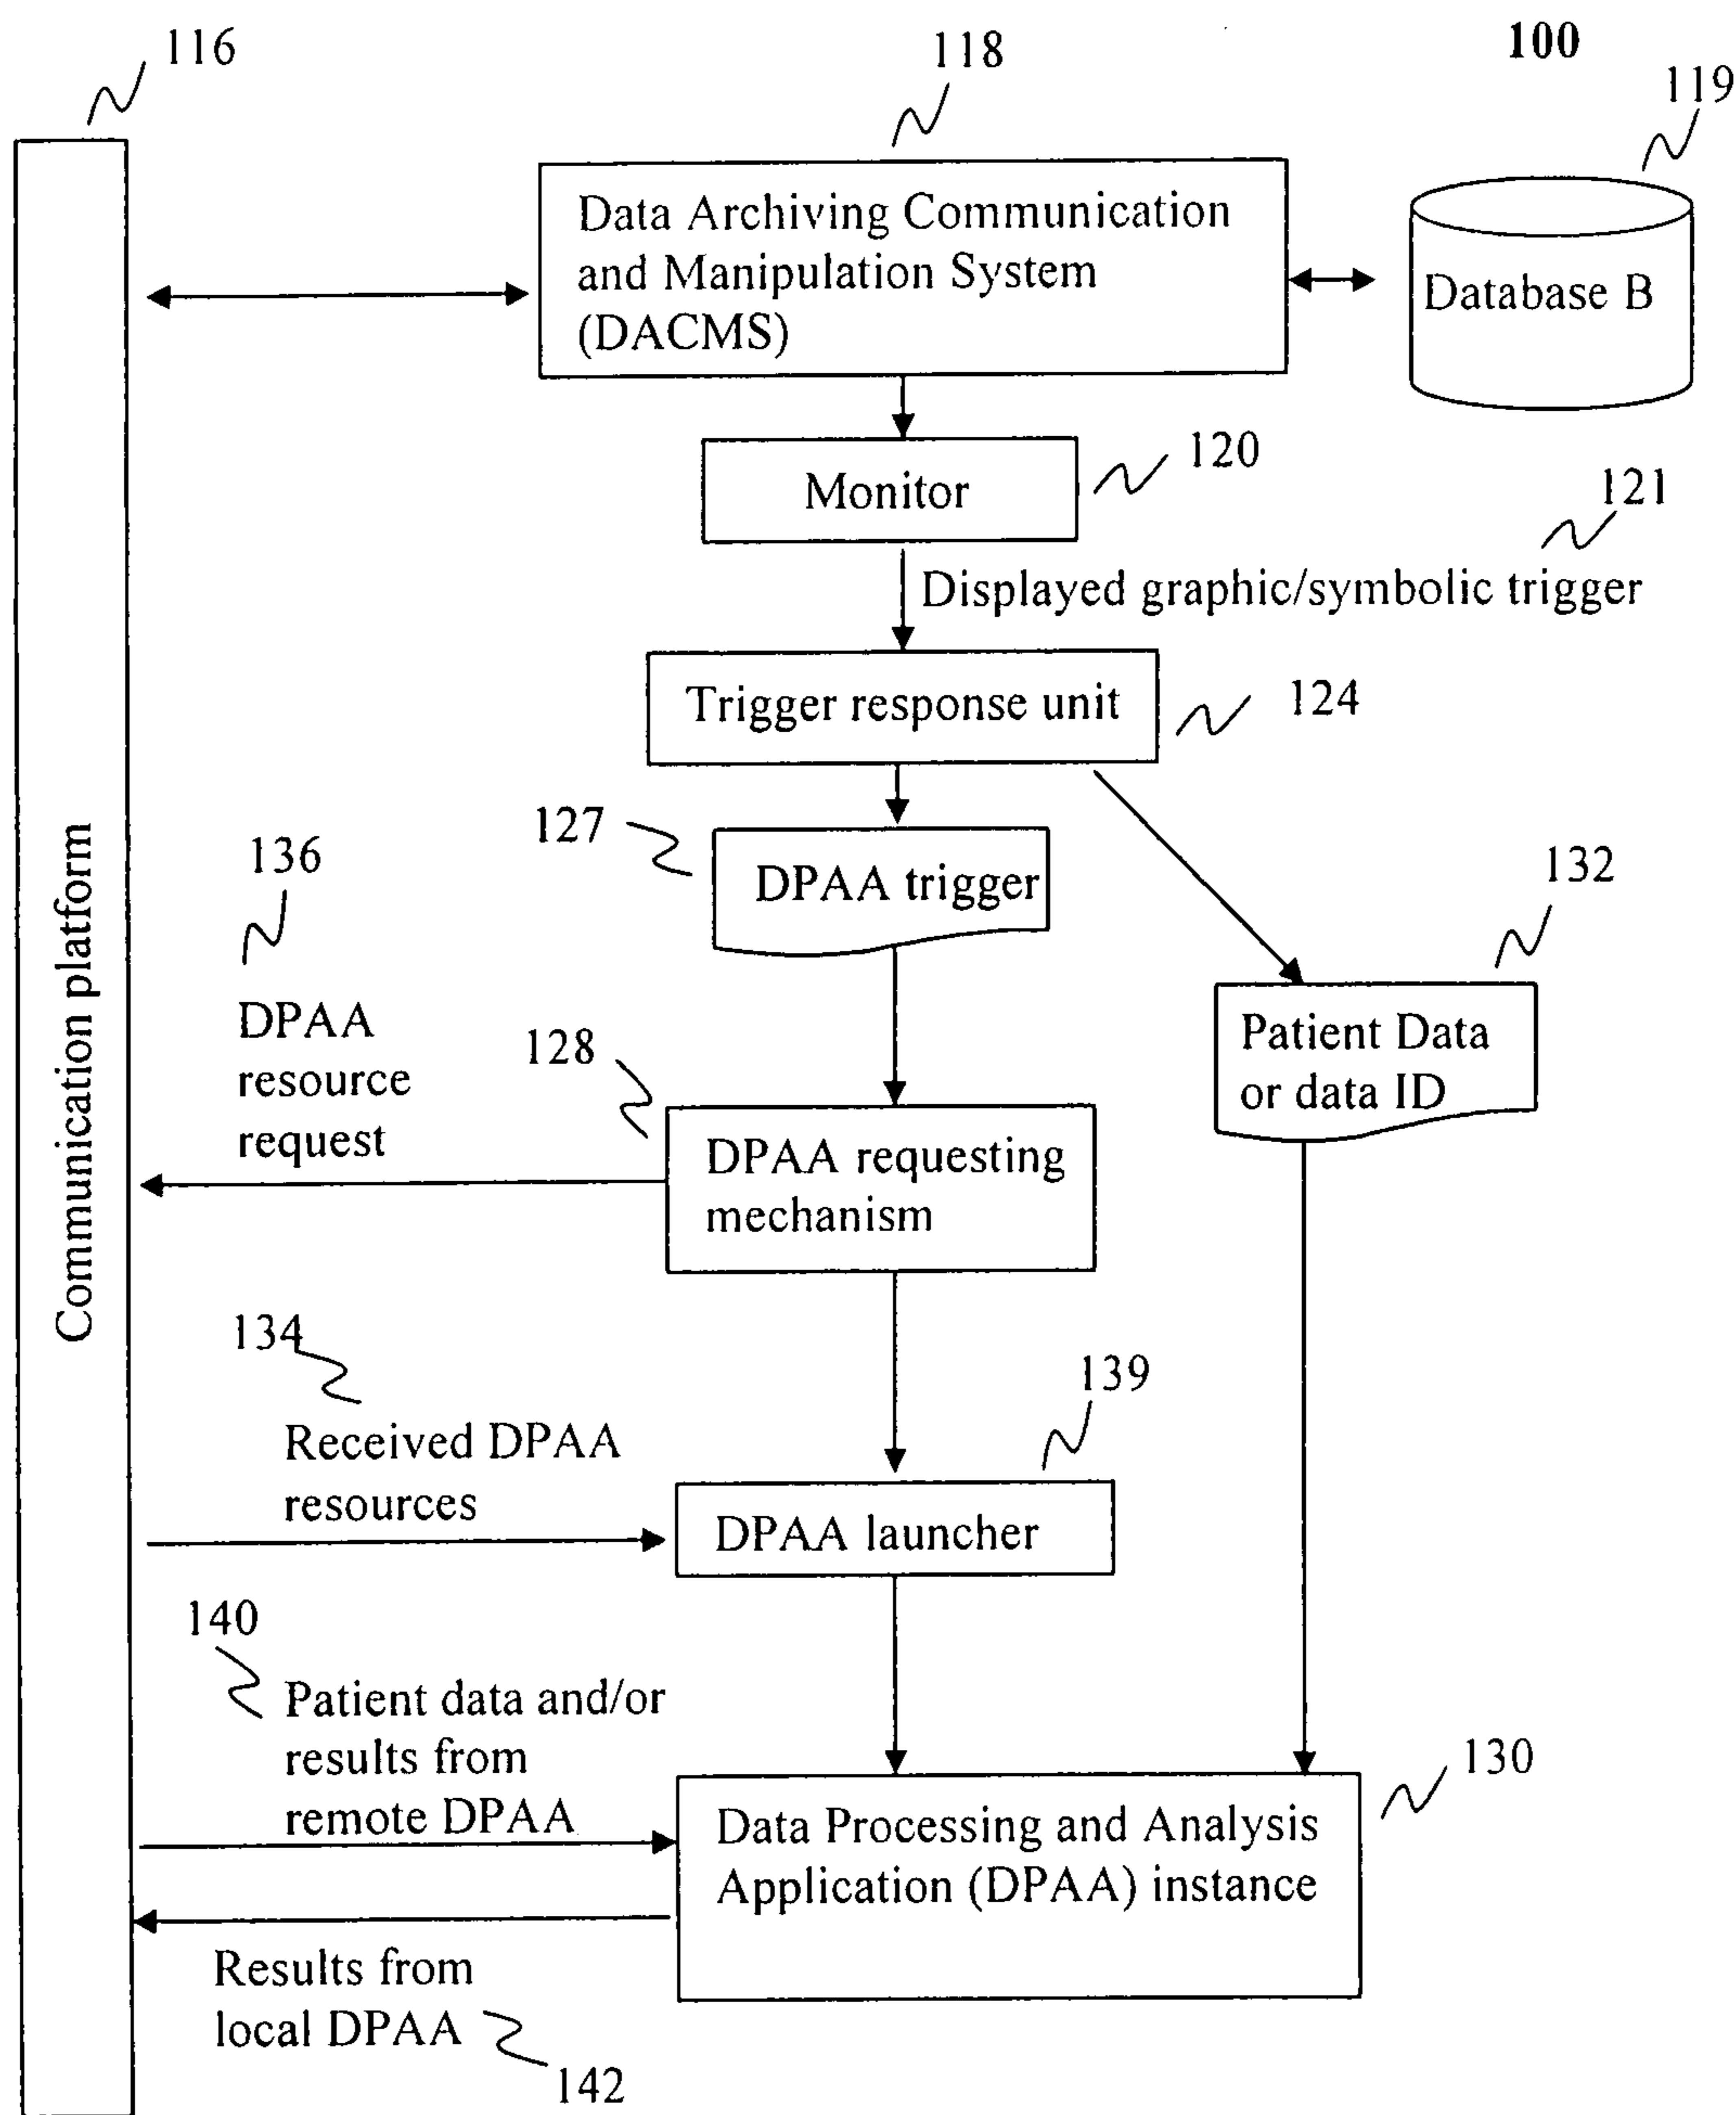 116
118
100
119
Data Archiving Communication
and Manipulation System
(DACMS)
Database B
Monitor
120
121
Displayed graphic/symbolic trigger
Trigger response unit
124
127
DPAA trigger
132
136
Communication platform
DPAA
resource
request
128
Patient Data
or data ID
DPAA requesting
mechanism
134
139
Received DPAA
resources
DPAA launcher
140
Patient data and/or
results from
remote DPAA
130
Data Processing and Analysis
Application (DPAA) instance
Results from
local DPAA
142